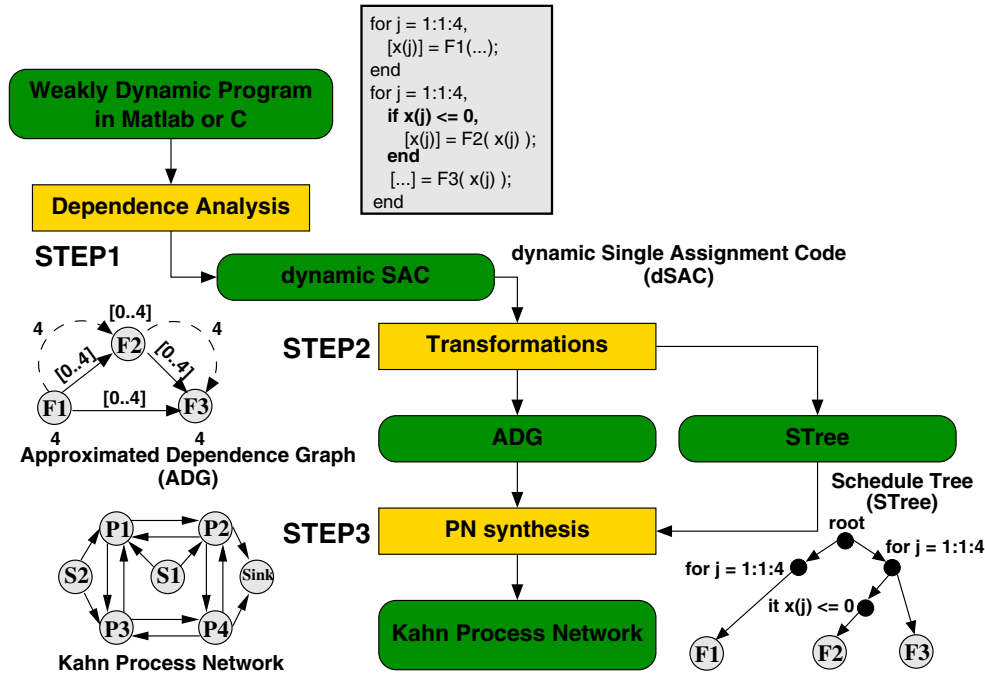 for j = 1:1:4,
[x(j)] = F1(...);
end
for j = 1:1:4,
if x(j) <= 0,
[x(j)] = F2( x(j) );
end
[...] = F3( x(j) );
end
Weakly Dynamic Program
in Matlab or C
Dependence Analysis
STEP1
dynamic SAC
dynamic Single Assignment Code
(dSAC)
STEP2
Transformations
[0..4]
4
4
F2
[0..4]
[0..4]
[0..4]
F1
F3
4
4
Approximated Dependence Graph
(ADG)
ADG
STree
Schedule Tree
(STree)
STEP3
PN synthesis
root
for j = 1:1:4
for j = 1:1:4
it x(j) <= 0
F1
F2
F3
P1
P2
S2
S1
Sink
P3
P4
Kahn Process Network
Kahn Process Network